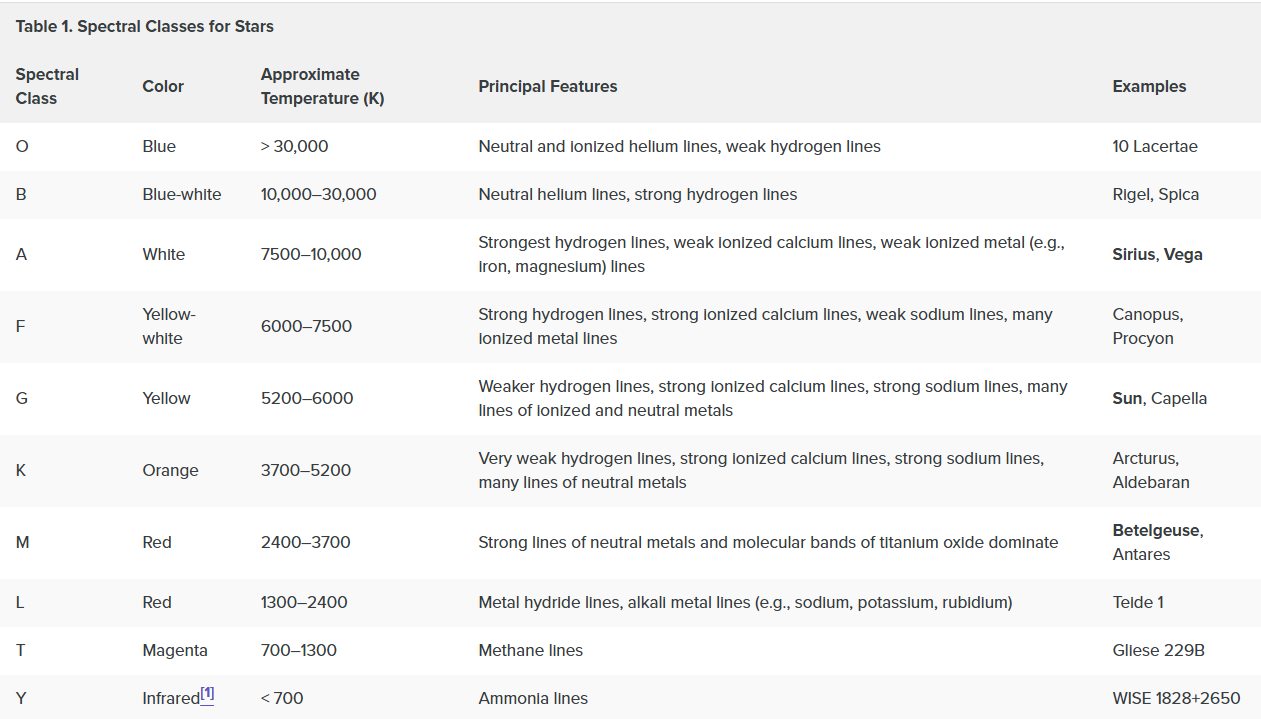 Table 1. Spectral Classes for Stars
Spectral Class Color Approximate Temperature (K) Principal Features Examples
O Blue > 30,000 Neutral and ionized helium lines, weak hydrogen lines 10 Lacertae
B Blue-white 10,000–30,000 Neutral helium lines, strong hydrogen lines Rigel, Spica
A White 7500–10,000 Strongest hydrogen lines, weak ionized calcium lines, weak ionized metal (e.g., iron, magnesium) lines Sirius, Vega
F Yellow-white 6000–7500 Strong hydrogen lines, strong ionized calcium lines, weak sodium lines, many ionized metal lines Canopus, Procyon
G Yellow 5200–6000 Weaker hydrogen lines, strong ionized calcium lines, strong sodium lines, many lines of ionized and neutral metals Sun, Capella
K Orange 3700–5200 Very weak hydrogen lines, strong ionized calcium lines, strong sodium lines, many lines of neutral metals Arcturus, Aldebaran
M Red 2400–3700 Strong lines of neutral metals and molecular bands of titanium oxide dominate Betelgeuse, Antares
L Red 1300–2400 Metal hydride lines, alkali metal lines (e.g., sodium, potassium, rubidium) Teide 1
T Magenta 700–1300 Methane lines Gliese 229B
Y Infrared[1] < 700 Ammonia lines WISE 1828+2650